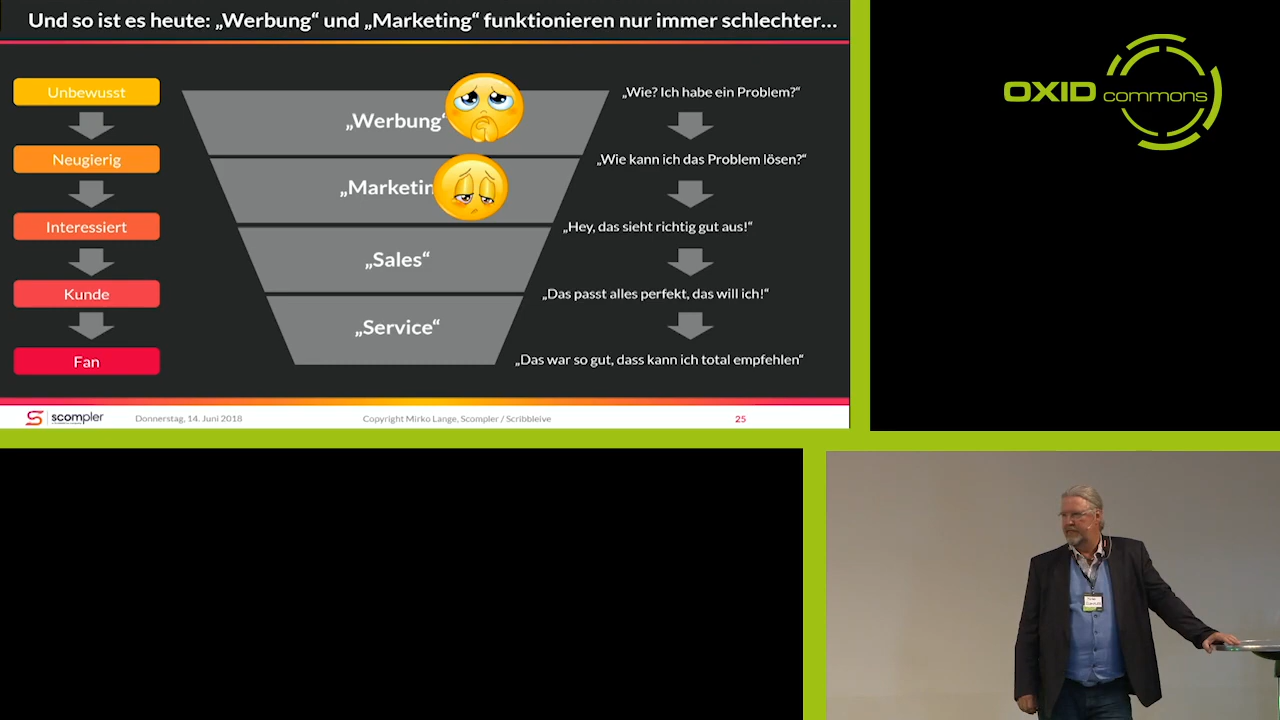 Und so ist es heute: „Werbung“ und „Marketing“ funktionieren nur immer schlechter...
Unbewusst
Neugierig
Interessiert
Kunde
Fan
„Werbung“
„Marketin
„Sales“
„Service“
„Wie? Ich habe ein Problem?“
„Wie kann ich das Problem lösen?“
„Hey, das sieht richtig gut aus!“
„Das passt alles perfekt, das will ich!“
„Das war so gut, dass kann ich total empfehlen“
scompler
Donnerstag, 14. Juni 2018
Copyright Mirko Lange, Scompler / Scribbleive
25
OXID commons